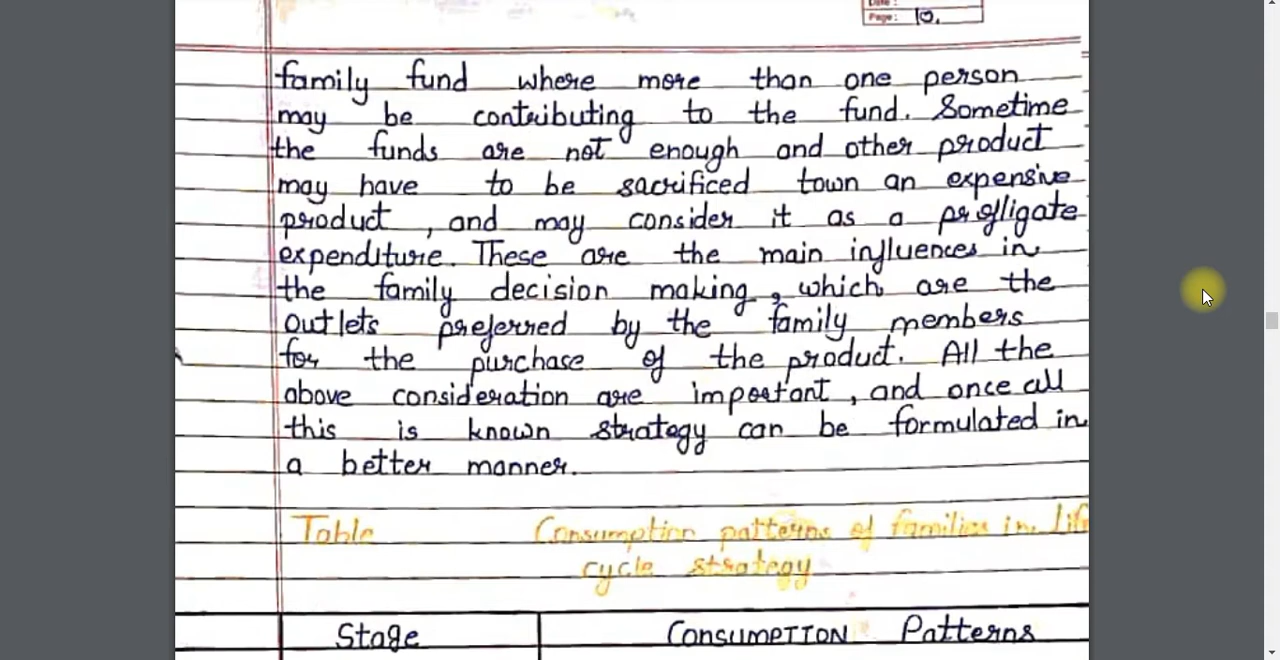 Date :
Page: 10.
family fund where more than one person
may be contributing to the fund. Sometime
the funds are not enough and other product
may have to be sacrificed town an expensive
product, and may consider it as a profligate
expenditure. These are the main influences in
the family decision making, which are the
outlets preferred by the family members
for the purchase of the product. All the
above consideration are important, and once all
this is known strategy can be formulated in
a better manner.
Table Consumption patterns of families in Lif
cycle strategy
Stage CONSUMPTION Patterns